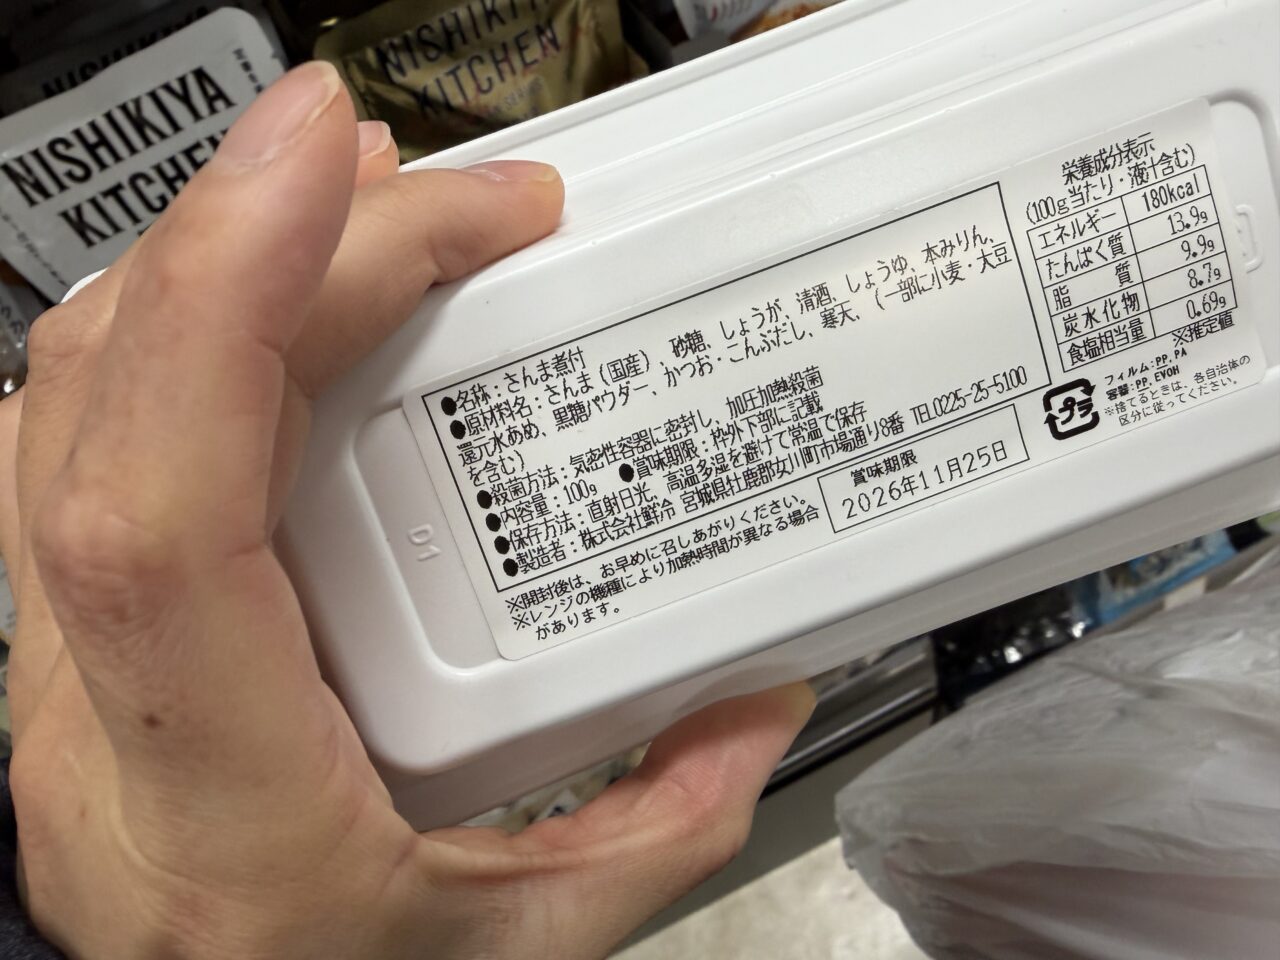 NISHIKIYA
KITCHEN
NISHIKIYA
KITCHEN
●名称：さんま煮付
●原材料名：さんま（国産）、砂糖、しょうが、清酒、しょうゆ、本みりん、
還元水あめ、黒糖パウダー、かつお・こんぶだし、寒天、（一部に小麦・大豆
を含む）
●殺菌方法：気密性容器に密封し、加圧加熱殺菌
●内容量：100g ●賞味期限：枠外下部に記載
●保存方法：直射日光、高温多湿を避けて常温で保存
●製造者：株式会社鮮冷 宮城県牡鹿郡女川町市場通り8番 TEL0225-25-5100
※開封後は、お早めに召しあがりください。
※レンジの機種により加熱時間が異なる場合
があります。
賞味期限
2026年11月25日
栄養成分表示
(100g当たり・液汁含む)
エネルギー 180kcal
たんぱく質 13.9g
脂質 9.9g
炭水化物 8.7g
食塩相当量 0.69g
※推定値
プラ
フィルム：PP, PA
容器：PP, EVOH
※捨てるときは、各自治体の
区分に従ってください。
D1